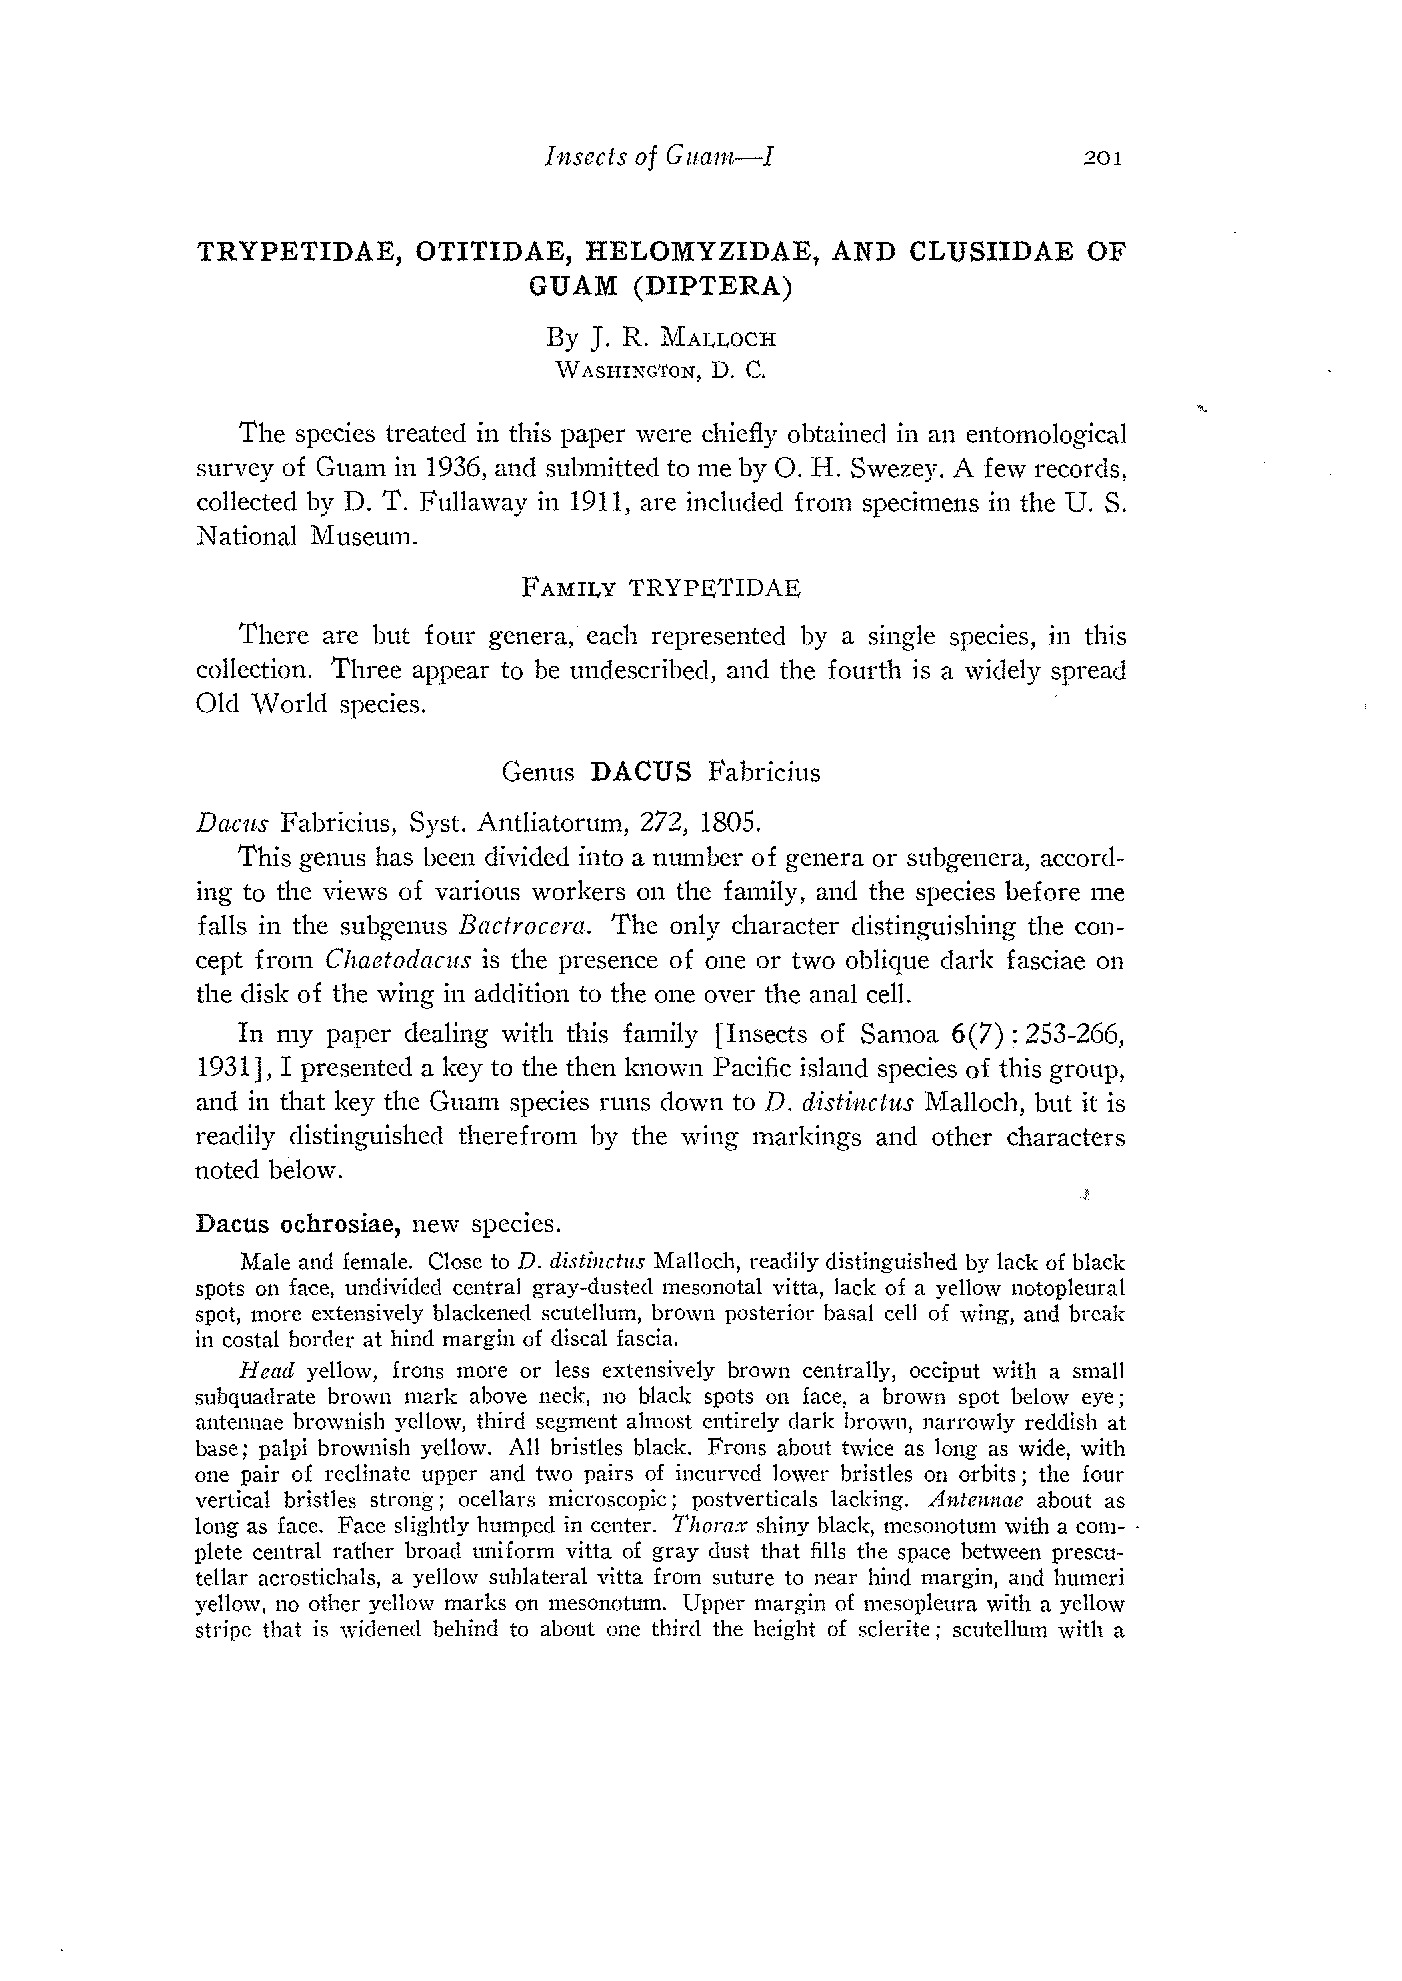 Insects of Guam—I 201
TRYPETIDAE, OTITIDAE, HELOMYZIDAE, AND CLUSIIDAE OF
GUAM (DIPTERA)
By J. R. MALLOCH
WASHINGTON, D. C.
The species treated in this paper were chiefly obtained in an entomological
survey of Guam in 1936, and submitted to me by O. H. Swezey. A few records,
collected by D. T. Fullaway in 1911, are included from specimens in the U. S.
National Museum.
FAMILY TRYPETIDAE
There are but four genera, each represented by a single species, in this
collection. Three appear to be undescribed, and the fourth is a widely spread
Old World species.
Genus DACUS Fabricius
Dacus Fabricius, Syst. Antliatorum, 272, 1805.
This genus has been divided into a number of genera or subgenera, accord-
ing to the views of various workers on the family, and the species before me
falls in the subgenus Bactrocera. The only character distinguishing the con-
cept from Chaetodacus is the presence of one or two oblique dark fasciae on
the disk of the wing in addition to the one over the anal cell.
In my paper dealing with this family [Insects of Samoa 6(7) : 253-266,
1931], I presented a key to the then known Pacific island species of this group,
and in that key the Guam species runs down to D. distinctus Malloch, but it is
readily distinguished therefrom by the wing markings and other characters
noted below.
Dacus ochrosiae, new species.
Male and female. Close to D. distinctus Malloch, readily distinguished by lack of black
spots on face, undivided central gray-dusted mesonotal vitta, lack of a yellow notopleural
spot, more extensively blackened scutellum, brown posterior basal cell of wing, and break
in costal border at hind margin of discal fascia.
Head yellow, frons more or less extensively brown centrally, occiput with a small
subquadrate brown mark above neck, no black spots on face, a brown spot below eye;
antennae brownish yellow, third segment almost entirely dark brown, narrowly reddish at
base; palpi brownish yellow. All bristles black. Frons about twice as long as wide, with
one pair of reclinate upper and two pairs of incurved lower bristles on orbits; the four
vertical bristles strong; ocellars microscopic; postverticals lacking. Antennae about as
long as face. Face slightly humped in center. Thorax shiny black, mesonotum with a com-
plete central rather broad uniform vitta of gray dust that fills the space between prescu-
tellar acrostichals, a yellow sublateral vitta from suture to near hind margin, and humeri
yellow, no other yellow marks on mesonotum. Upper margin of mesopleura with a yellow
stripe that is widened behind to about one third the height of sclerite; scutellum with a